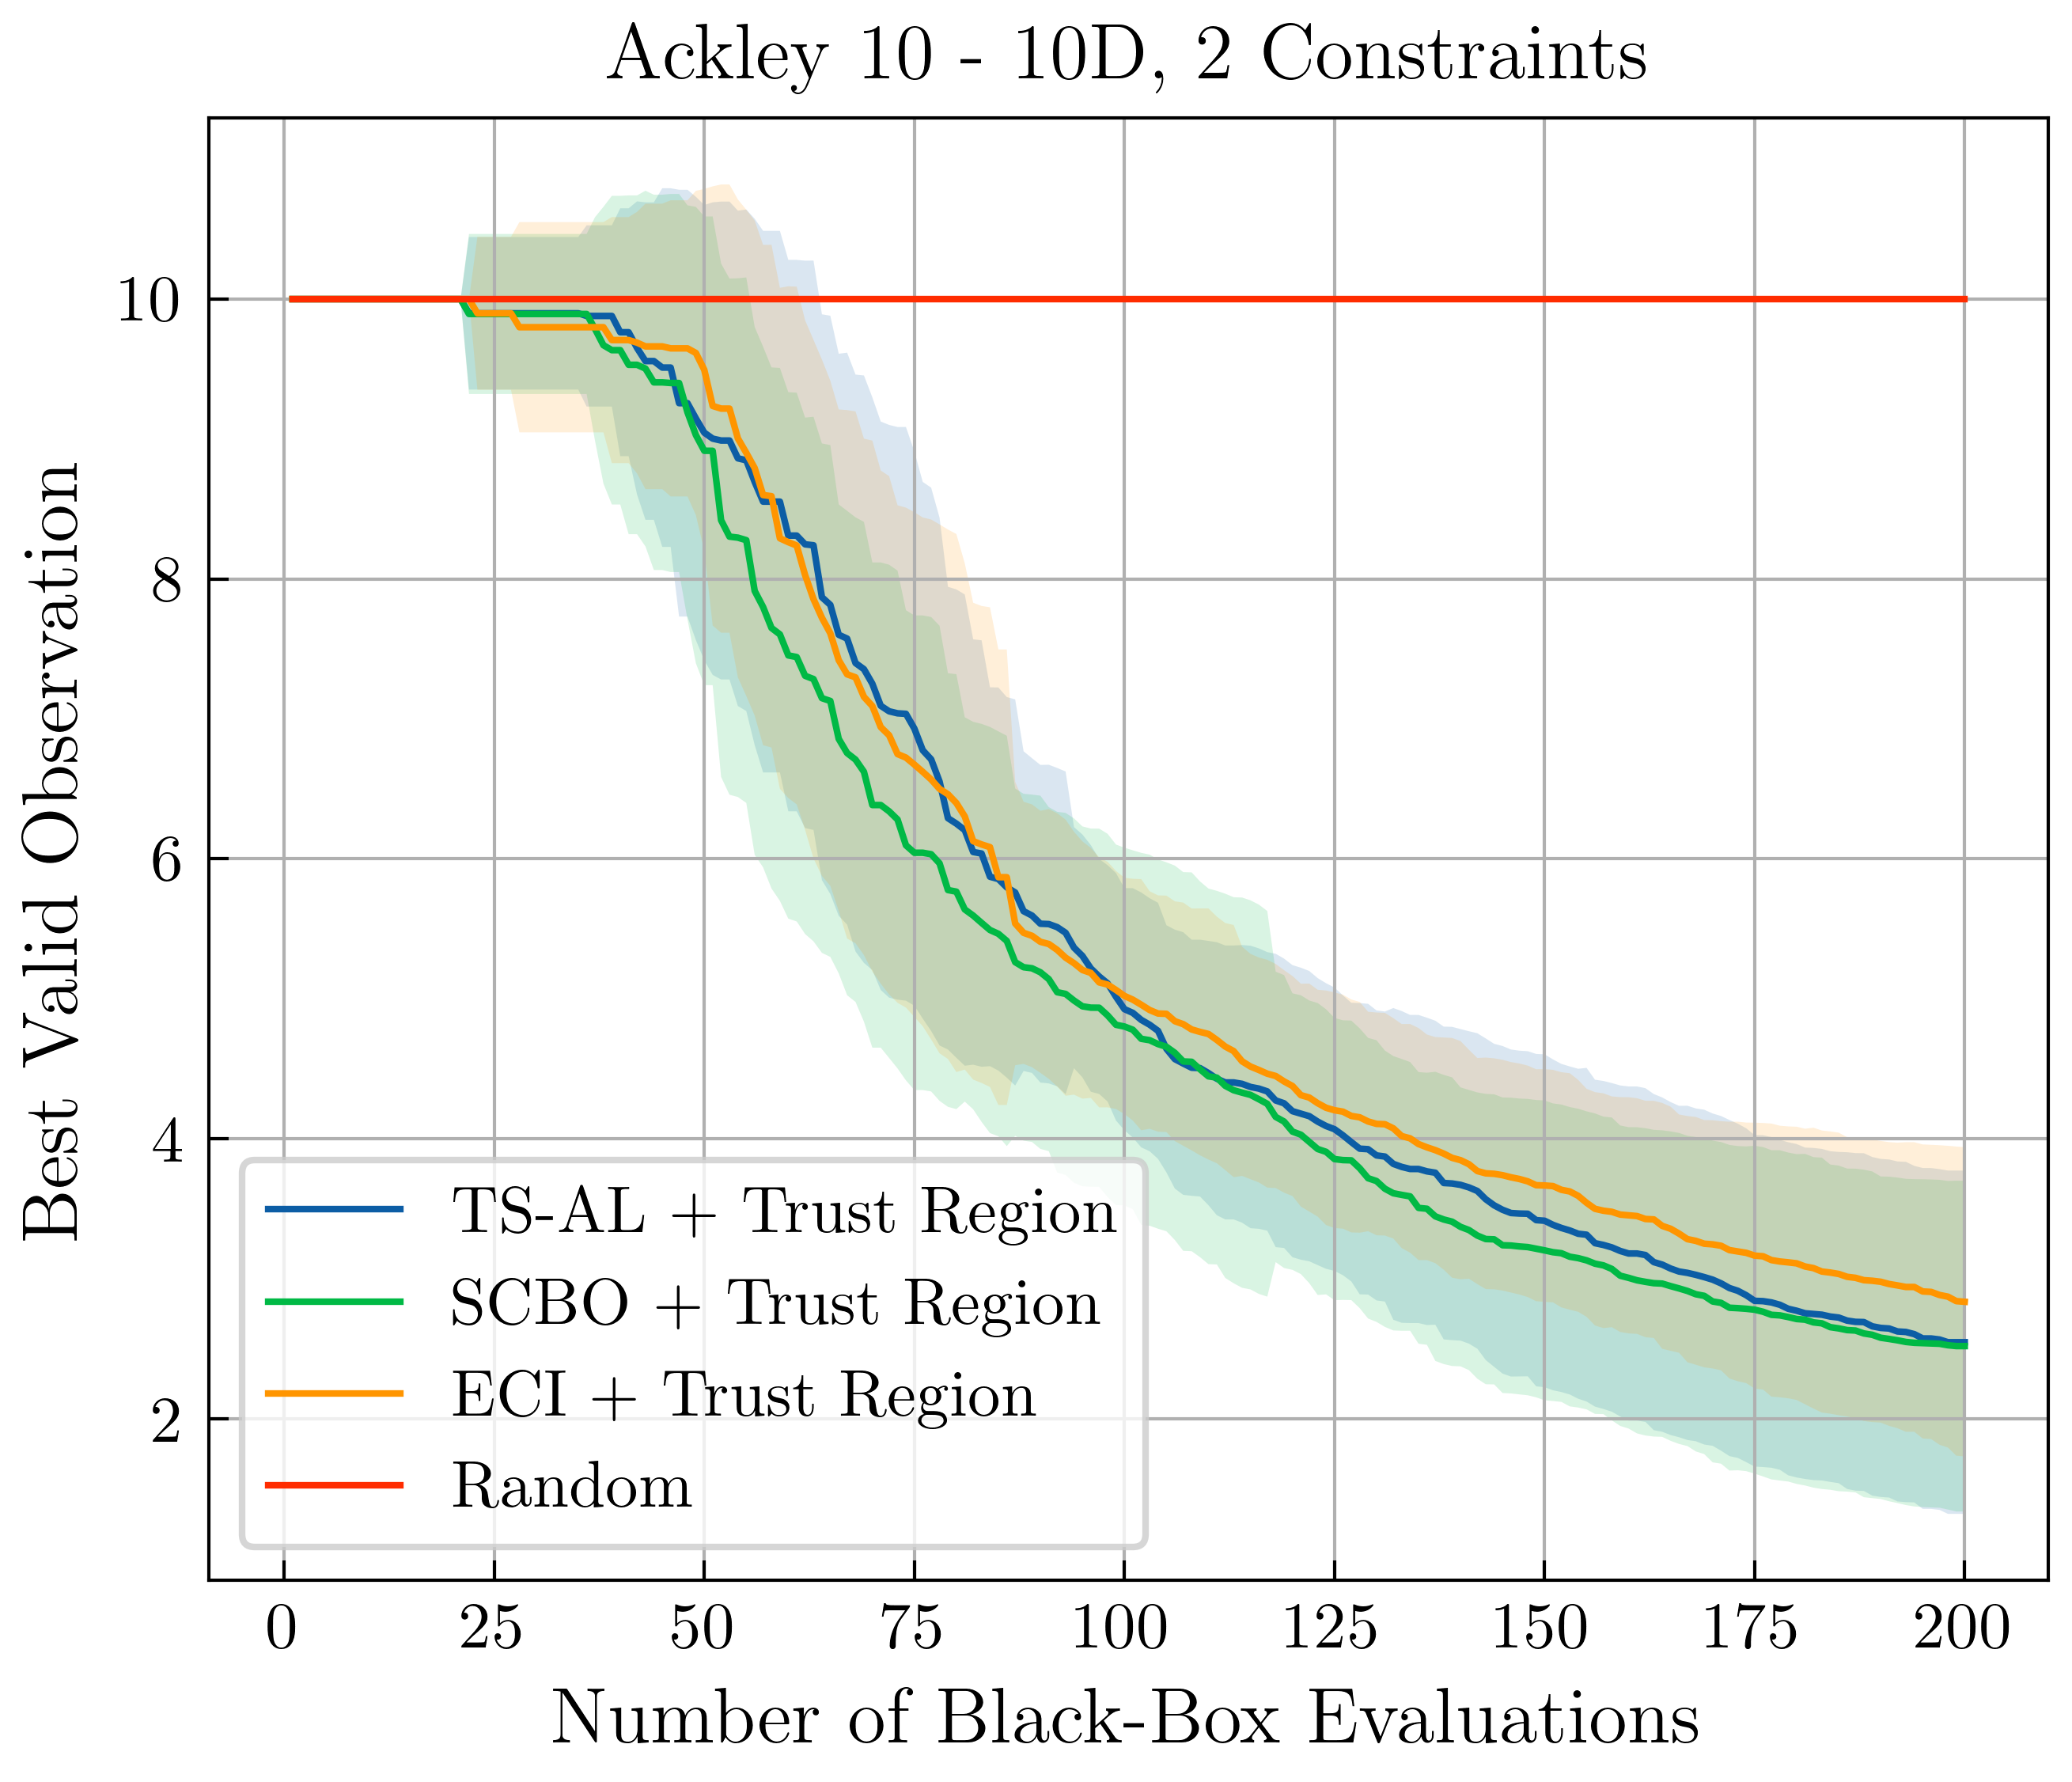 Ackley 10 - 10D, 2 Constraints
Best Valid Observation
10
8
6
4
2
TS-AL + Trust Region
SCBO + Trust Region
ECI + Trust Region
Random
0 25 50 75 100 125 150 175 200
Number of Black-Box Evaluations